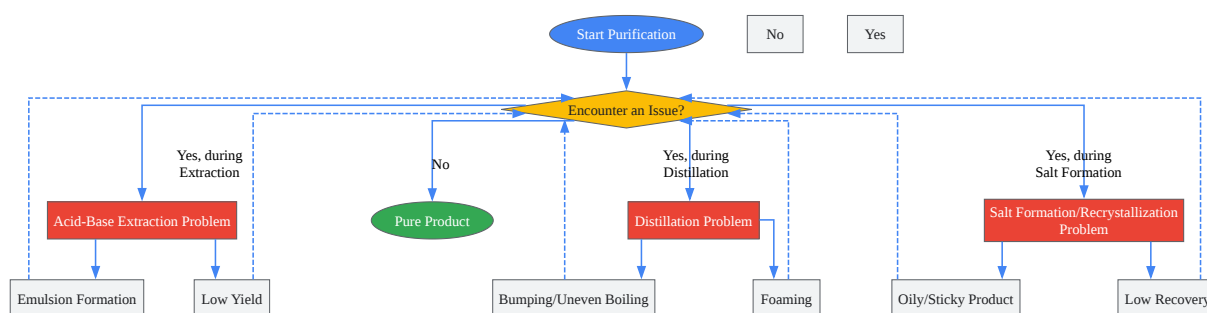 Start Purification
No
Yes
Encounter an Issue?
Yes, during
Extraction
No
Yes, during
Distillation
Yes, during
Salt Formation
Acid-Base Extraction Problem
Pure Product
Distillation Problem
Salt Formation/Recrystallization
Problem
Emulsion Formation
Low Yield
Bumping/Uneven Boiling
Foaming
Oily/Sticky Product
Low Recovery